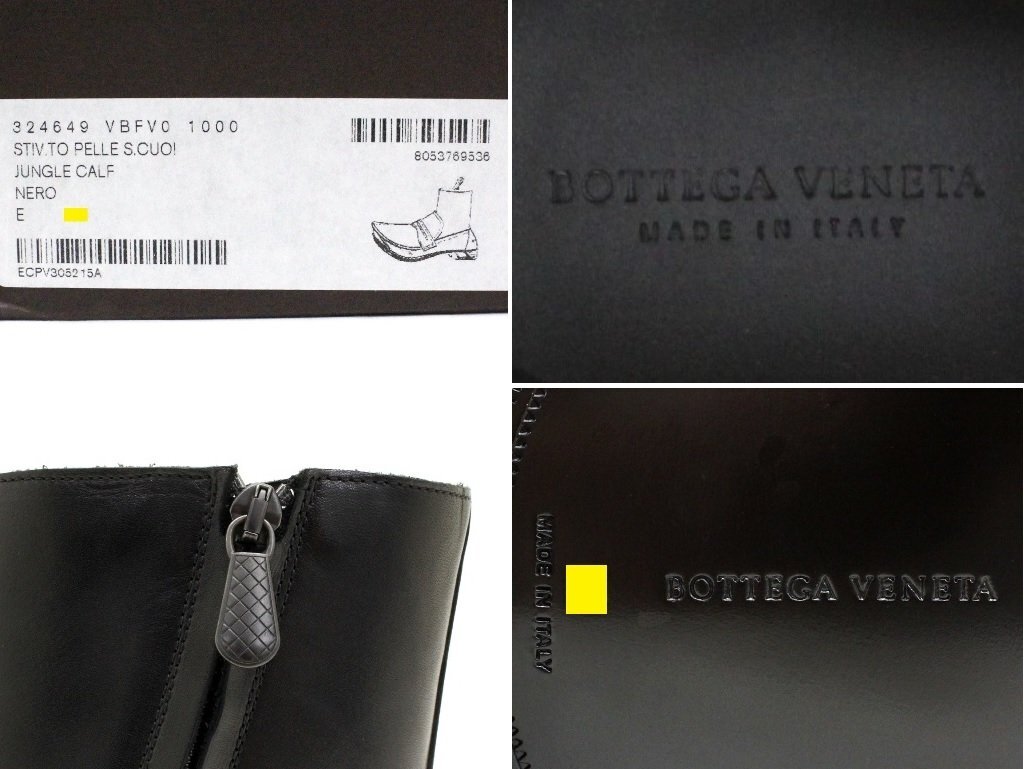 324649 VBFV0 1000
STIV.TO PELLE S.CUOI
JUNGLE CALF
NERO
E
ECPV305215A
8053769536
BOTTEGA VENETA
MADE IN ITALY
MADE IN ITALY
BOTTEGA VENETA